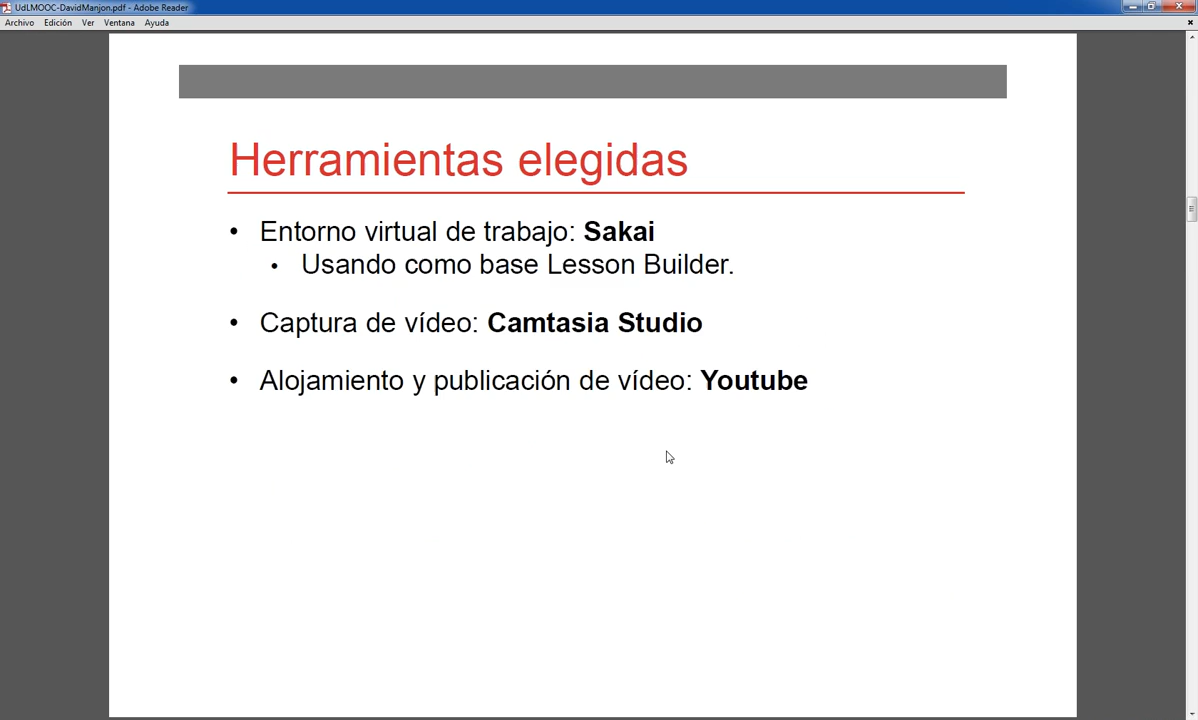 UdLMOOC-DavidManjon.pdf - Adobe Reader
Archivo Edición Ver Ventana Ayuda
Herramientas elegidas
• Entorno virtual de trabajo: Sakai
• Usando como base Lesson Builder.
• Captura de vídeo: Camtasia Studio
• Alojamiento y publicación de vídeo: Youtube